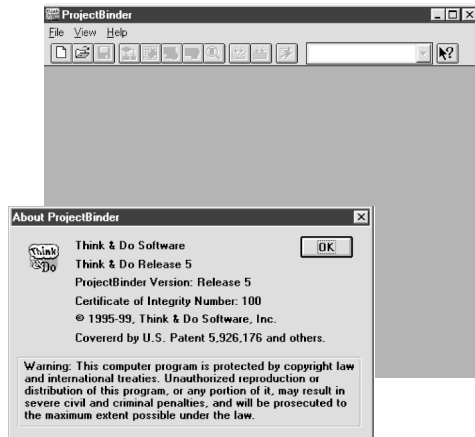 ProjectBinder
File View Help
About ProjectBinder
Think
& Do
Think & Do Software
OK
Think & Do Release 5
ProjectBinder Version: Release 5
Certificate of Integrity Number: 100
© 1995-99, Think & Do Software, Inc.
Covererd by U.S. Patent 5,926,176 and others.
Warning: This computer program is protected by copyright law
and international treaties. Unauthorized reproduction or
distribution of this program, or any portion of it, may result in
severe civil and criminal penalties, and will be prosecuted to
the maximum extent possible under the law.